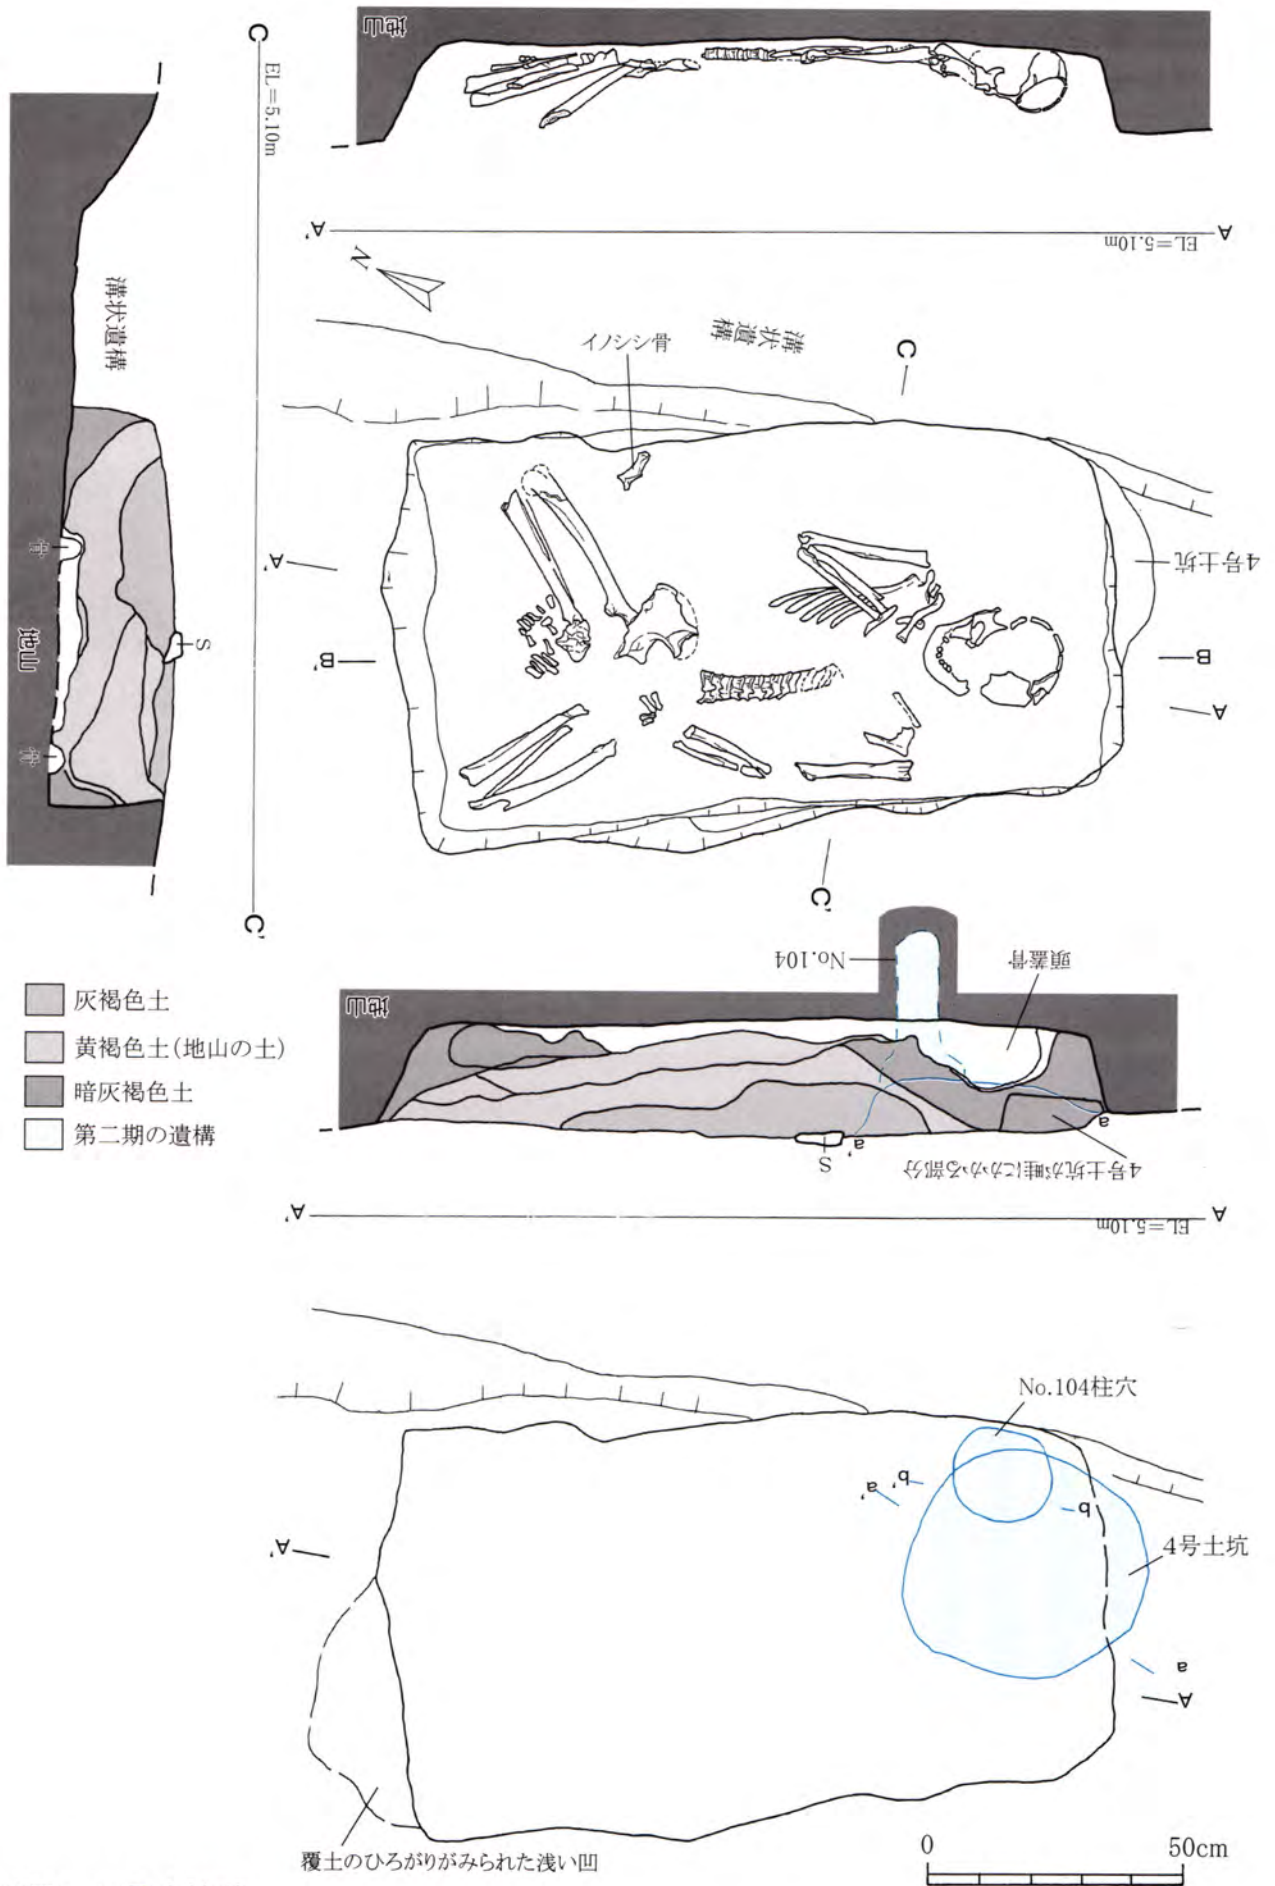 地山
C
EL=5.10m
A'
A
EL=5.10m
N
溝状遺構
溝状遺構
イノシシ骨
C
4号土坑
A'
B'
B
A
骨
地山
S
骨
C'
C'
No.104
頭蓋骨
地山
灰褐色土
黄褐色土(地山の土)
暗灰褐色土
第二期の遺構
a
a'
S
4号土坑が畦にかかる部分
A'
A
EL=5.10m
No.104柱穴
b'
a'
b
A'
4号土坑
a
A
覆土のひろがりがみられた浅い凹
0
50cm